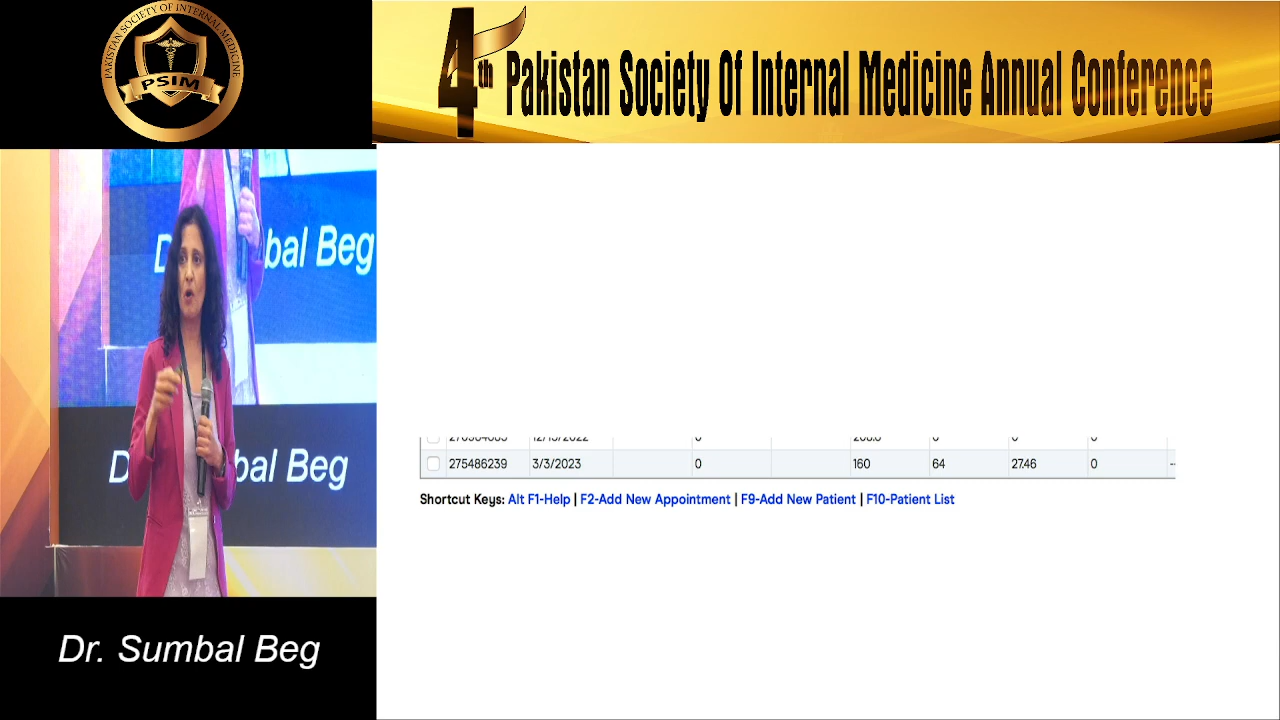 PAKISTAN SOCIETY OF INTERNAL MEDICINE
PSIM
4th Pakistan Society Of Internal Medicine Annual Conference
bal Beg
D bal Beg
Dr. Sumbal Beg
275486239 3/3/2023 0 160 64 27.46 0 --
Shortcut Keys: Alt F1-Help | F2-Add New Appointment | F9-Add New Patient | F10-Patient List